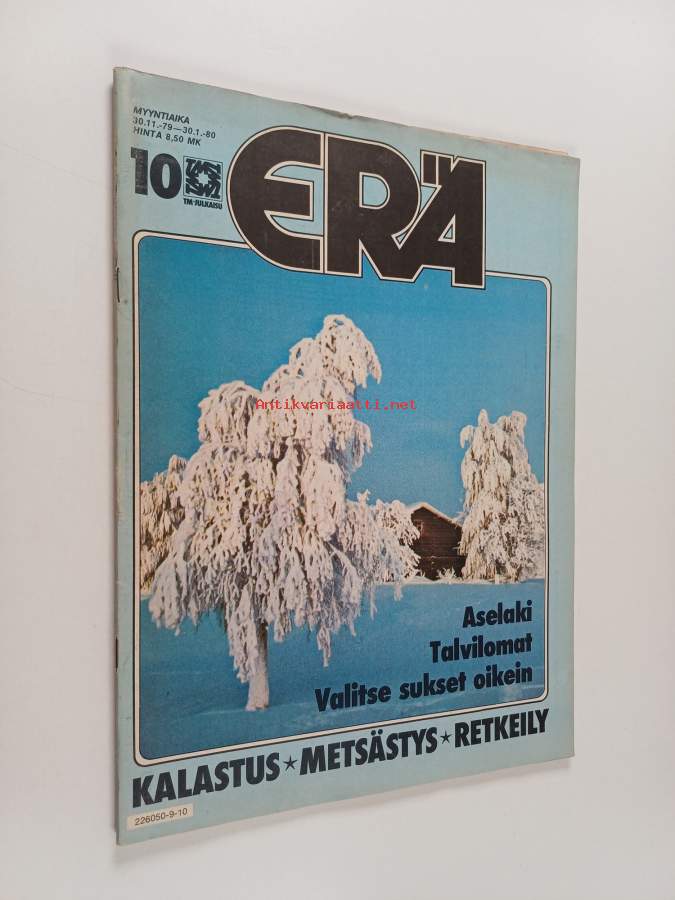 MYYNTIAIKA
30.11.-79—30.1.-80
HINTA 8,50 MK
10
TM-JULKAISU
ERÄ
Antikvariaatti.net
Aselaki
Talvilomat
Valitse sukset oikein
KALASTUS★METSÄSTYS★RETKEILY
226050-9-10